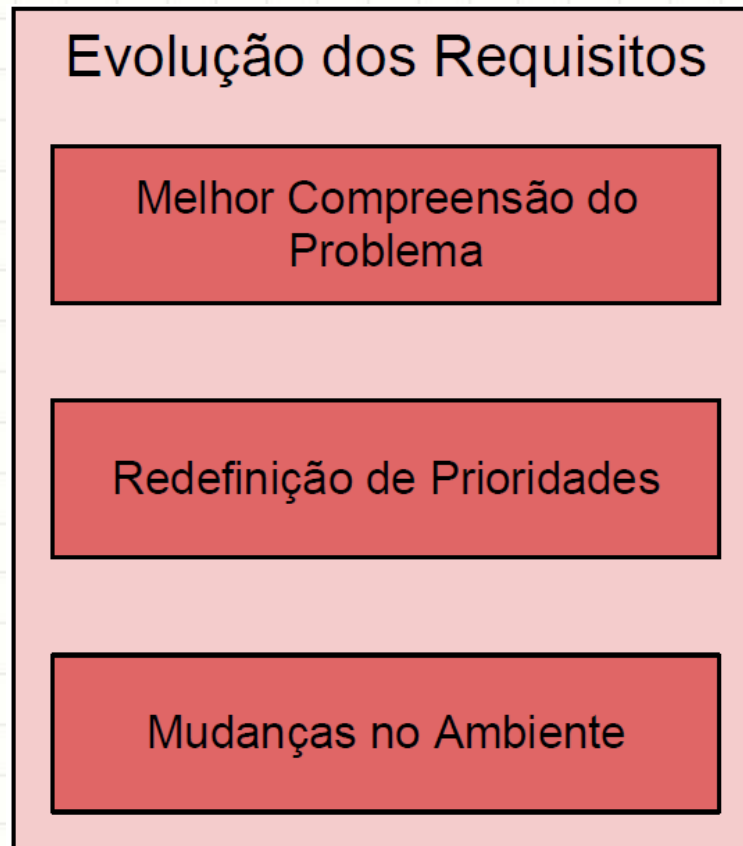 Evolução dos Requisitos
Melhor Compreensão do
Problema
Redefinição de Prioridades
Mudanças no Ambiente